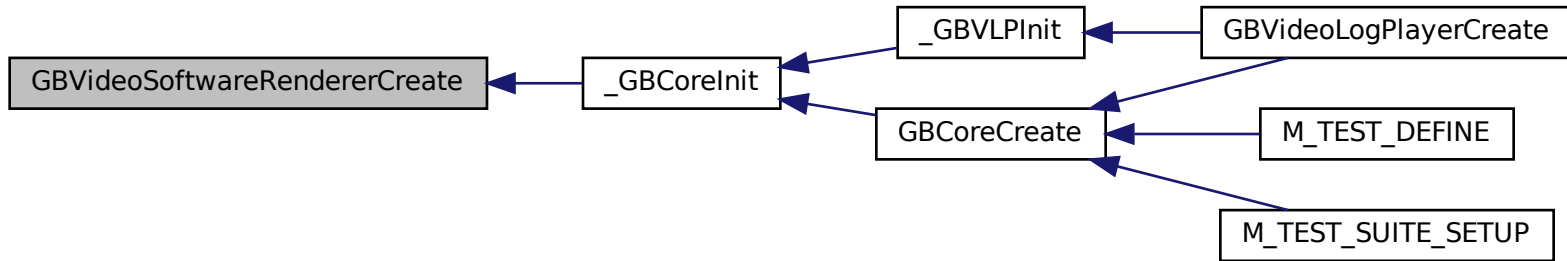 GBVideoSoftwareRendererCreate
_GBCoreInit
_GBVLPInit
GBVideoLogPlayerCreate
GBCoreCreate
M_TEST_DEFINE
M_TEST_SUITE_SETUP